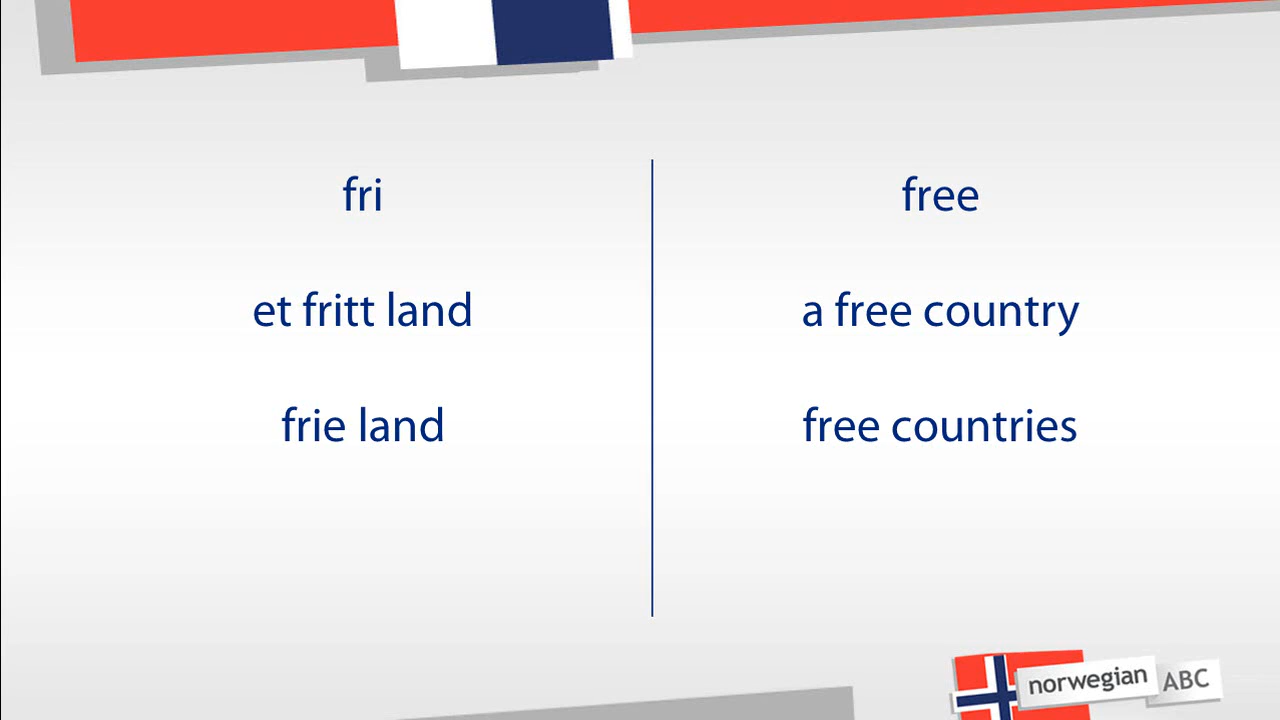 fri free
et fritt land a free country
frie land free countries
norwegian ABC